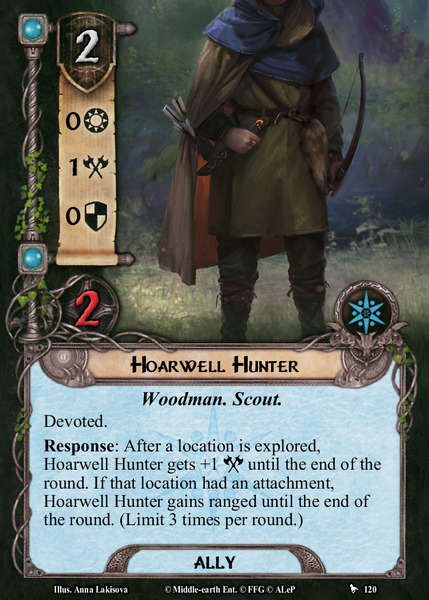 2
0
1
0
2
Hoarwell Hunter
Woodman. Scout.
Devoted.
Response: After a location is explored,
Hoarwell Hunter gets +1 until the end of the
round. If that location had an attachment,
Hoarwell Hunter gains ranged until the end of
the round. (Limit 3 times per round.)
ALLY
Illus. Anna Lakisova © Middle-earth Ent. © FFG © ALeP 120